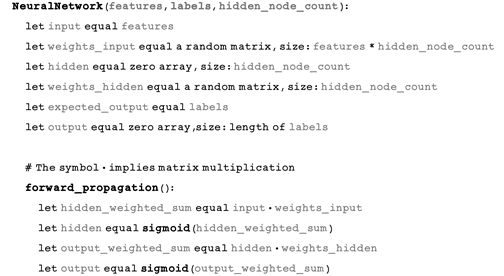 NeuralNetwork(features, labels, hidden_node_count):
let input equal features
let weights_input equal a random matrix, size: features * hidden_node_count
let hidden equal zero array, size: hidden_node_count
let weights_hidden equal a random matrix, size: hidden_node_count
let expected_output equal labels
let output equal zero array,size: length of labels
# The symbol · implies matrix multiplication
forward_propagation():
let hidden_weighted_sum equal input · weights_input
let hidden equal sigmoid(hidden_weighted_sum)
let output_weighted_sum equal hidden · weights_hidden
let output equal sigmoid(output_weighted_sum)